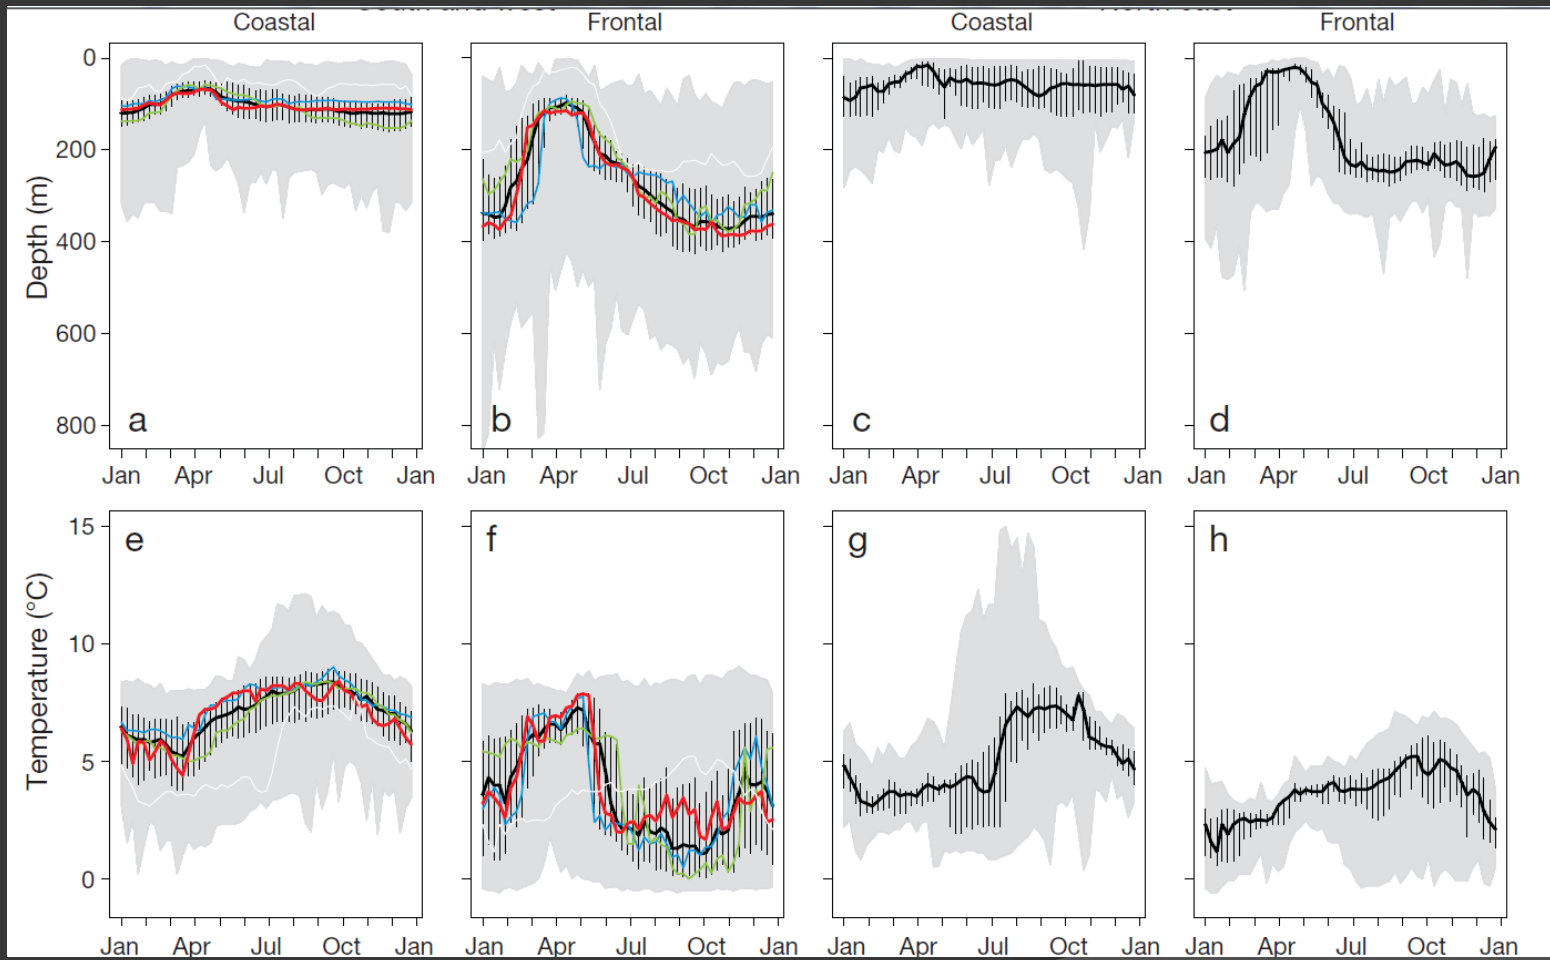 Coastal Frontal Coastal Frontal
0
200
400
600
800
Depth (m)
a b c d
Jan Apr Jul Oct Jan Jan Apr Jul Oct Jan Jan Apr Jul Oct Jan Jan Apr Jul Oct Jan
15
10
5
0
Temperature (°C)
e f g h
Jan Apr Jul Oct Jan Jan Apr Jul Oct Jan Jan Apr Jul Oct Jan Jan Apr Jul Oct Jan